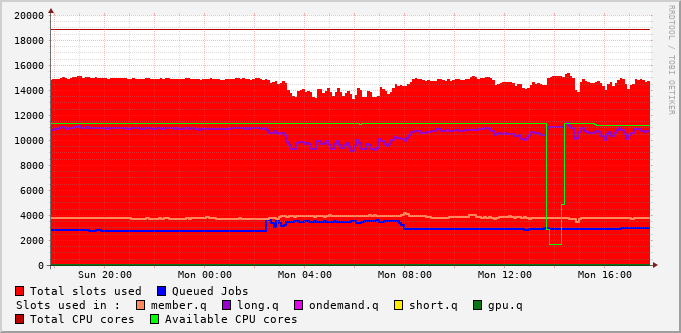 20000
18000
16000
14000
12000
10000
8000
6000
4000
2000
0
Sun 20:00 Mon 00:00 Mon 04:00 Mon 08:00 Mon 12:00 Mon 16:00
RRDTOOL / TOBI OETIKER
Total slots used Queued Jobs
Slots used in : member.q long.q ondemand.q short.q gpu.q
Total CPU cores Available CPU cores